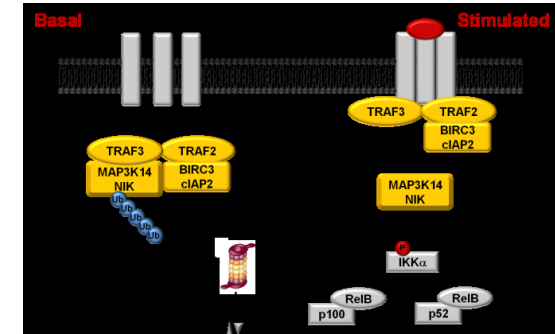 Basal
Stimulated
TRAF3
TRAF2
TRAF3
TRAF2
BIRC3
cIAP2
MAP3K14
NIK
BIRC3
cIAP2
Ub
Ub
Ub
Ub
Ub
MAP3K14
NIK
P
IKKα
RelB
p100
RelB
p52